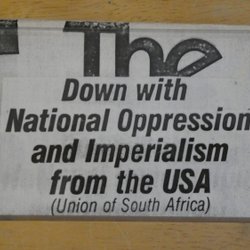 The
Down with
National Oppression
and Imperialism
from the USA
(Union of South Africa)